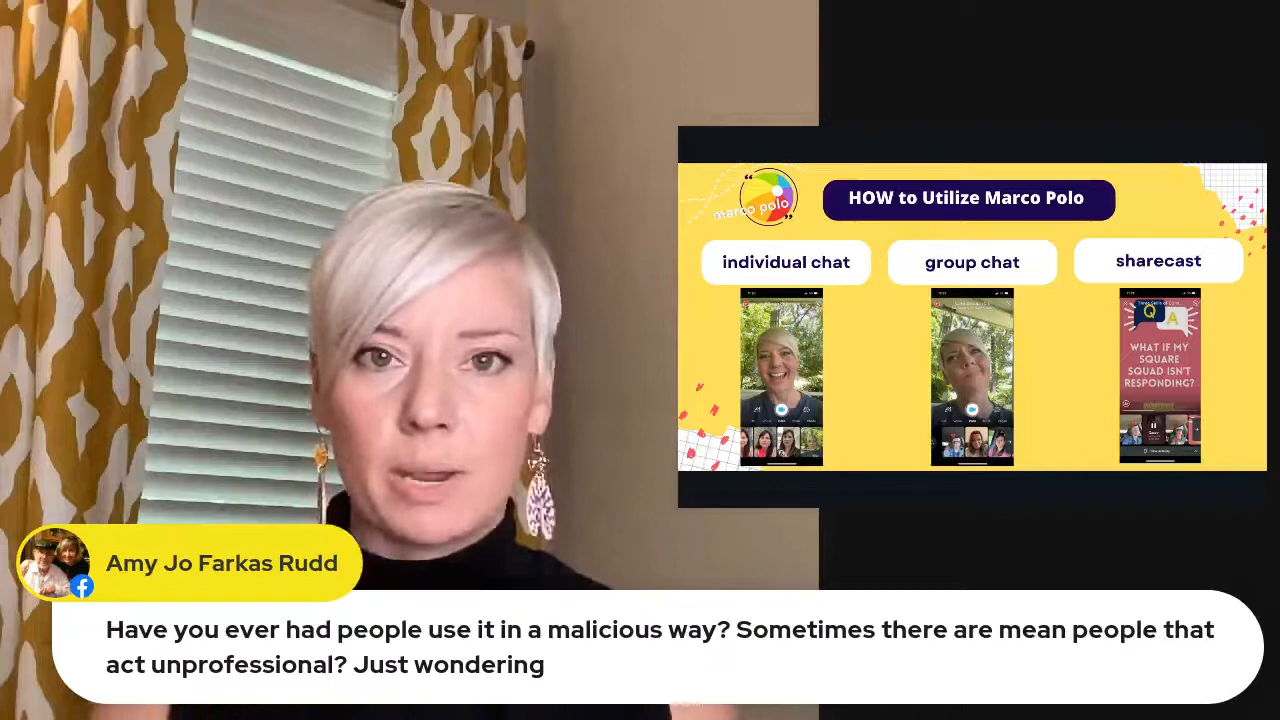 marco polo
HOW to Utilize Marco Polo
individual chat
group chat
sharecast
Q
A
WHAT IF MY
SQUARE
SQUAD ISN'T
RESPONDING?
Amy Jo Farkas Rudd
Have you ever had people use it in a malicious way? Sometimes there are mean people that
act unprofessional? Just wondering